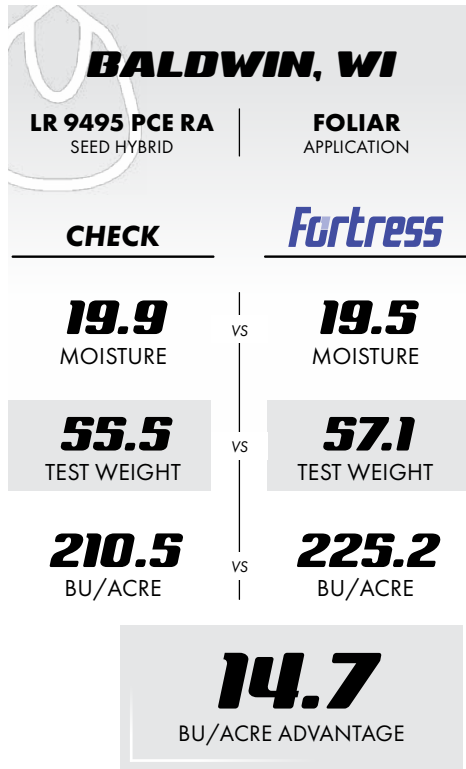 BALDWIN, WI
LR 9495 PCE RA
SEED HYBRID
FOLIAR
APPLICATION
CHECK
Fortress
19.9
MOISTURE
vs
19.5
MOISTURE
55.5
TEST WEIGHT
vs
57.1
TEST WEIGHT
210.5
BU/ACRE
vs
225.2
BU/ACRE
14.7
BU/ACRE ADVANTAGE